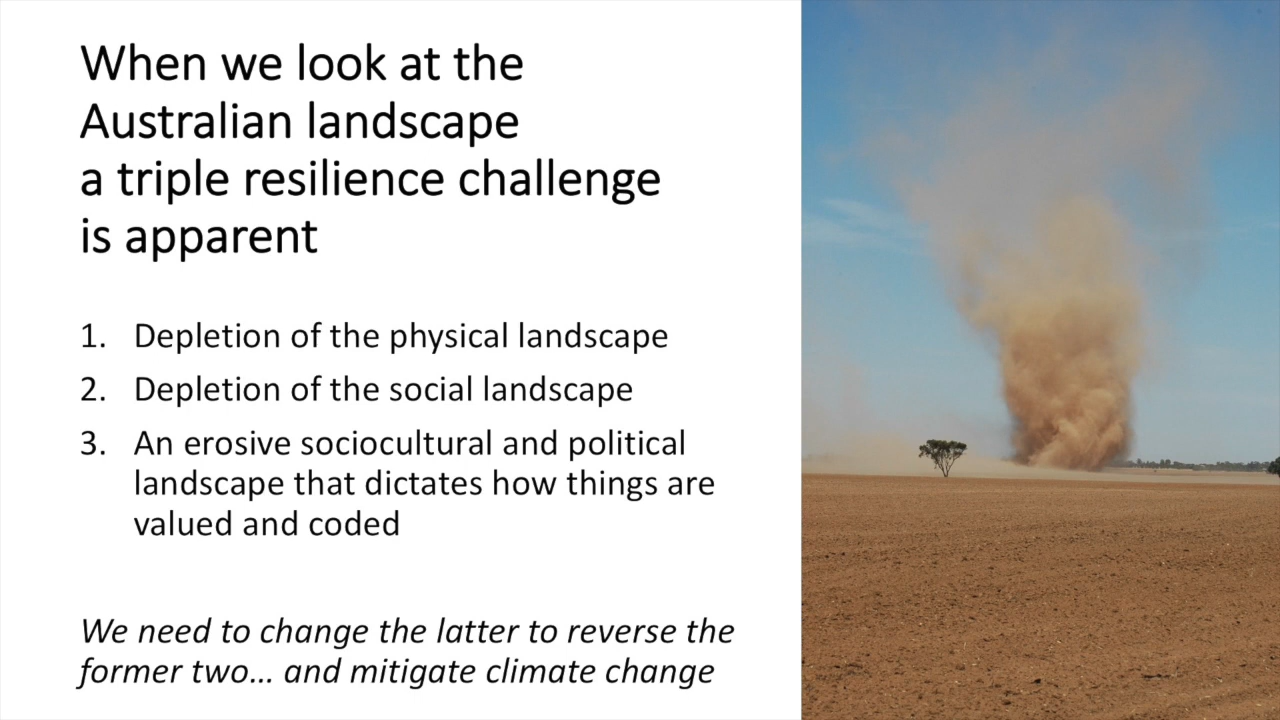 When we look at the
Australian landscape
a triple resilience challenge
is apparent
1. Depletion of the physical landscape
2. Depletion of the social landscape
3. An erosive sociocultural and political
landscape that dictates how things are
valued and coded
We need to change the latter to reverse the
former two... and mitigate climate change